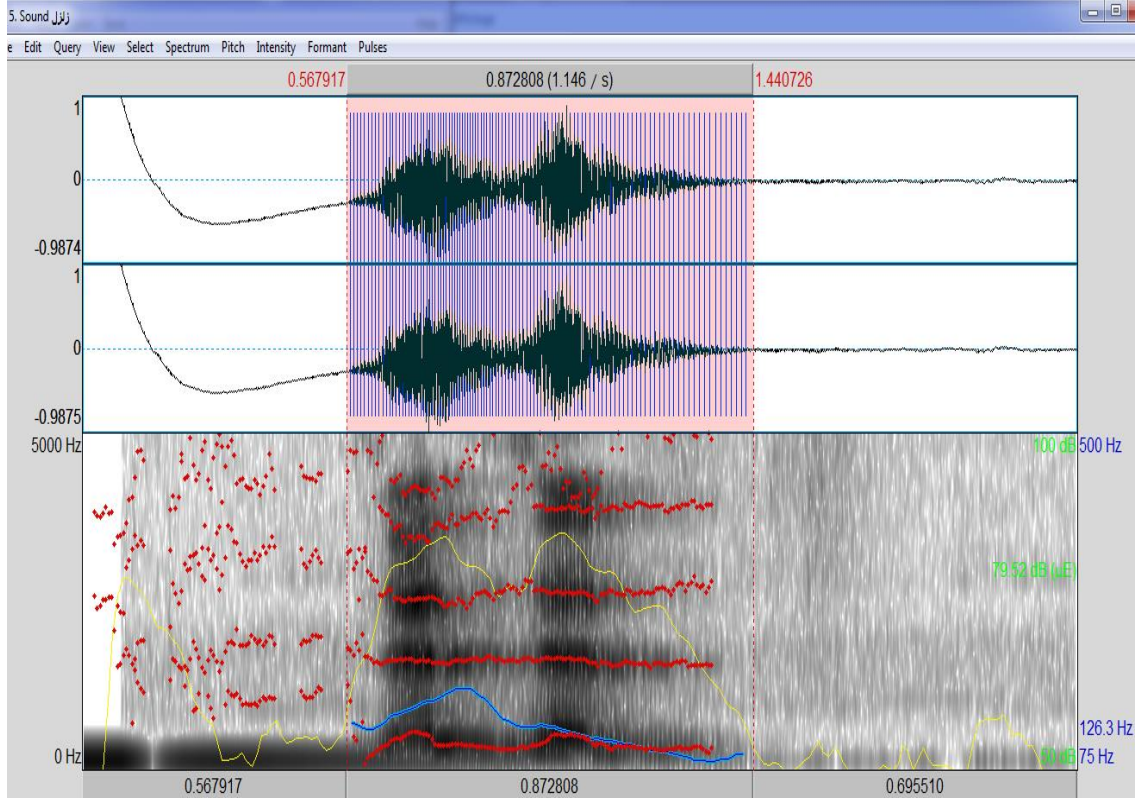 5. Sound زلزل
e Edit Query View Select Spectrum Pitch Intensity Formant Pulses
0.567917 0.872808 (1.146 / s) 1.440726
1
0
-0.9874
1
0
-0.9875
5000 Hz 100 dB 500 Hz
79.52 dB (µE)
126.3 Hz
0 Hz 50 dB 75 Hz
0.567917 0.872808 0.695510